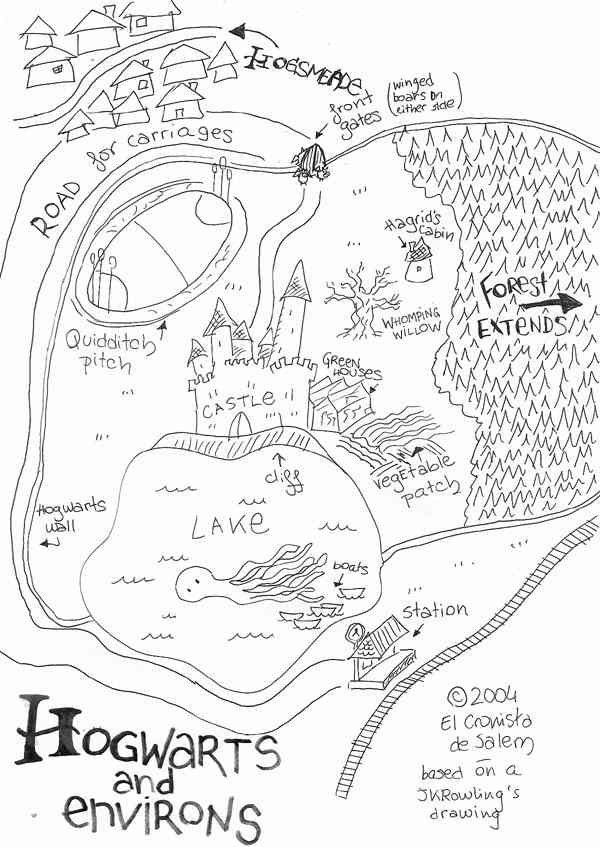 HOGSMEADE
front
gates
(winged
boars on
either side)
ROAD for carriages
Hagrid's
Cabin
FOREST
EXTENDS
WHOMPING
WILLOW
Quidditch
pitch
GREEN
HOUSES
CASTLE
vegetable
patch
cliff
Hogwarts
wall
LAKE
boats
station
HOGWARTS
and
ENVIRONS
©2004
El Cronista
de Salem
based on a
JKRowling's
drawing